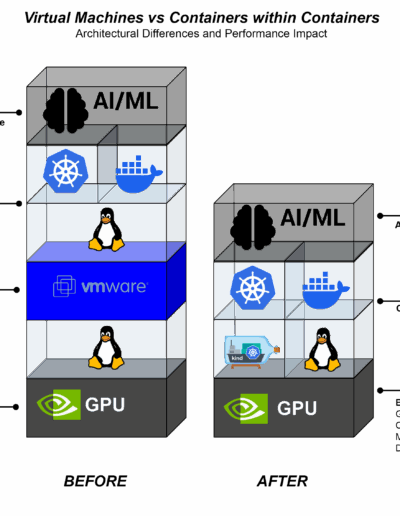 Virtual Machines vs Containers within Containers
Architectural Differences and Performance Impact
AI/ML
vmware
GPU
BEFORE
AI/ML
kind
GPU
AFTER